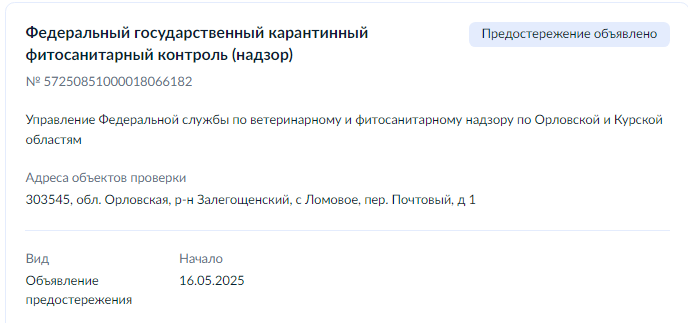 Федеральный государственный карантинный
фитосанитарный контроль (надзор)
Предостережение объявлено
№ 57250851000018066182
Управление Федеральной службы по ветеринарному и фитосанитарному надзору по Орловской и Курской
областям
Адреса объектов проверки
303545, обл. Орловская, р-н Залегощенский, с Ломовое, пер. Почтовый, д 1
Вид
Объявление
предостережения
Начало
16.05.2025